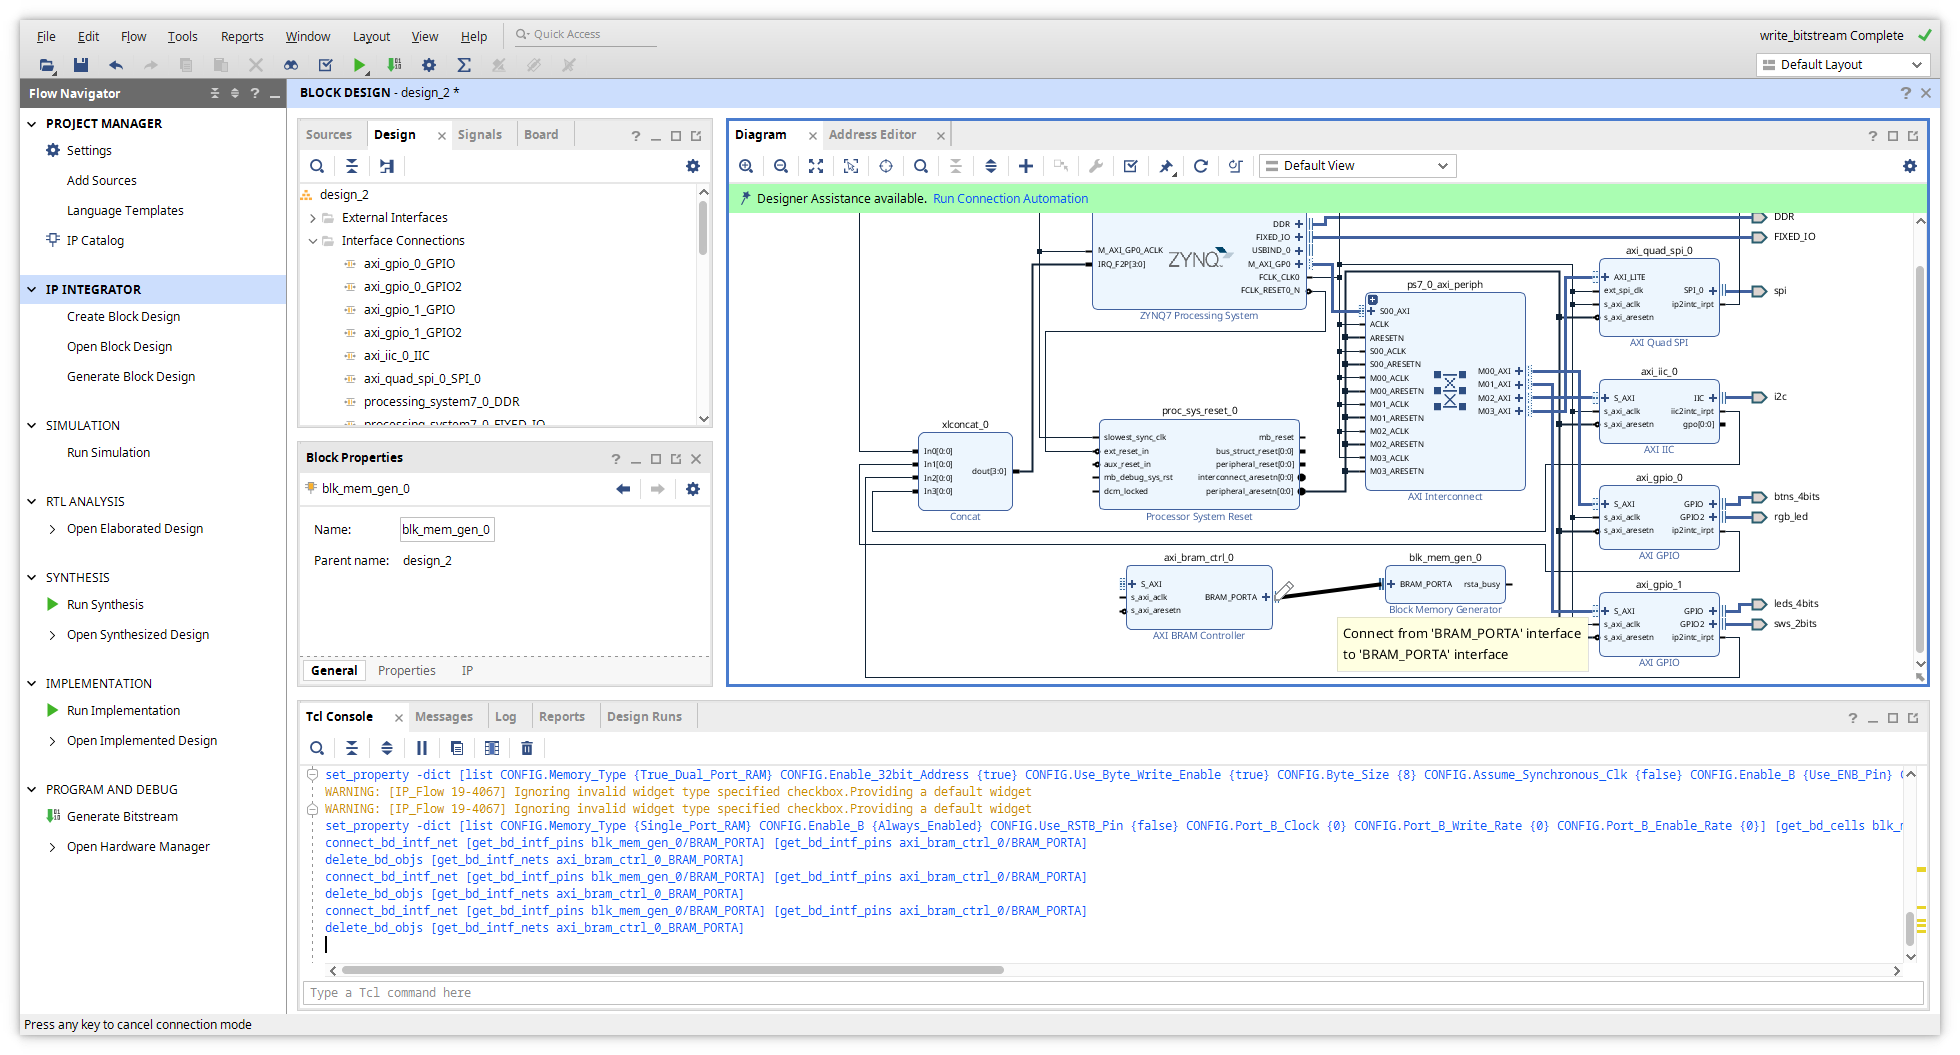 File Edit Flow Tools Reports Window Layout View Help Quick Access
write_bitstream Complete
Default Layout
Flow Navigator
PROJECT MANAGER
Settings
Add Sources
Language Templates
IP Catalog
IP INTEGRATOR
Create Block Design
Open Block Design
Generate Block Design
SIMULATION
Run Simulation
RTL ANALYSIS
Open Elaborated Design
SYNTHESIS
Run Synthesis
Open Synthesized Design
IMPLEMENTATION
Run Implementation
Open Implemented Design
PROGRAM AND DEBUG
Generate Bitstream
Open Hardware Manager
BLOCK DESIGN - design_2 *
Sources Design Signals Board
design_2
External Interfaces
Interface Connections
axi_gpio_0_GPIO
axi_gpio_0_GPIO2
axi_gpio_1_GPIO
axi_gpio_1_GPIO2
axi_iic_0_IIC
axi_quad_spi_0_SPI_0
processing_system7_0_DDR
processing_system7_0_FIXED_IO
Block Properties
blk_mem_gen_0
Name: blk_mem_gen_0
Parent name: design_2
General Properties IP
Diagram Address Editor
Default View
Designer Assistance available. Run Connection Automation
M_AXI_GP0_ACLK
IRQ_F2P[3:0]
ZYNQ
DDR
FIXED_IO
USBIND_0
M_AXI_GP0
FCLK_CLK0
FCLK_RESET0_N
ZYNQ7 Processing System
DDR
FIXED_IO
xlconcat_0
In0[0:0]
In1[0:0]
In2[0:0]
In3[0:0]
dout[3:0]
Concat
proc_sys_reset_0
slowest_sync_clk
ext_reset_in
aux_reset_in
mb_debug_sys_rst
dcm_locked
mb_reset
bus_struct_reset[0:0]
peripheral_reset[0:0]
interconnect_aresetn[0:0]
peripheral_aresetn[0:0]
Processor System Reset
ps7_0_axi_periph
S00_AXI
ACLK
ARESETN
S00_ACLK
S00_ARESETN
M00_ACLK
M00_ARESETN
M01_ACLK
M01_ARESETN
M02_ACLK
M02_ARESETN
M03_ACLK
M03_ARESETN
M00_AXI
M01_AXI
M02_AXI
M03_AXI
AXI Interconnect
axi_quad_spi_0
AXI_LITE
ext_spi_clk
s_axi_aclk
s_axi_aresetn
SPI_0
ip2intc_irpt
AXI Quad SPI
spi
axi_iic_0
S_AXI
s_axi_aclk
s_axi_aresetn
IIC
iic2intc_irpt
gpo[0:0]
AXI IIC
i2c
axi_gpio_0
S_AXI
s_axi_aclk
s_axi_aresetn
GPIO
GPIO2
ip2intc_irpt
AXI GPIO
btns_4bits
rgb_led
axi_bram_ctrl_0
S_AXI
s_axi_aclk
s_axi_aresetn
BRAM_PORTA
AXI BRAM Controller
blk_mem_gen_0
BRAM_PORTA rsta_busy
Block Memory Generator
Connect from 'BRAM_PORTA' interface
to 'BRAM_PORTA' interface
axi_gpio_1
S_AXI
s_axi_aclk
s_axi_aresetn
GPIO
GPIO2
ip2intc_irpt
AXI GPIO
leds_4bits
sws_2bits
Tcl Console Messages Log Reports Design Runs
set_property -dict [list CONFIG.Memory_Type {True_Dual_Port_RAM} CONFIG.Enable_32bit_Address {true} CONFIG.Use_Byte_Write_Enable {true} CONFIG.Byte_Size {8} CONFIG.Assume_Synchronous_Clk {false} CONFIG.Enable_B {Use_ENB_Pin}
WARNING: [IP_Flow 19-4067] Ignoring invalid widget type specified checkbox.Providing a default widget
WARNING: [IP_Flow 19-4067] Ignoring invalid widget type specified checkbox.Providing a default widget
set_property -dict [list CONFIG.Memory_Type {Single_Port_RAM} CONFIG.Enable_B {Always_Enabled} CONFIG.Use_RSTB_Pin {false} CONFIG.Port_B_Clock {0} CONFIG.Port_B_Write_Rate {0} CONFIG.Port_B_Enable_Rate {0}] [get_bd_cells
connect_bd_intf_net [get_bd_intf_pins blk_mem_gen_0/BRAM_PORTA] [get_bd_intf_pins axi_bram_ctrl_0/BRAM_PORTA]
delete_bd_objs [get_bd_intf_nets axi_bram_ctrl_0_BRAM_PORTA]
connect_bd_intf_net [get_bd_intf_pins blk_mem_gen_0/BRAM_PORTA] [get_bd_intf_pins axi_bram_ctrl_0/BRAM_PORTA]
delete_bd_objs [get_bd_intf_nets axi_bram_ctrl_0_BRAM_PORTA]
connect_bd_intf_net [get_bd_intf_pins blk_mem_gen_0/BRAM_PORTA] [get_bd_intf_pins axi_bram_ctrl_0/BRAM_PORTA]
delete_bd_objs [get_bd_intf_nets axi_bram_ctrl_0_BRAM_PORTA]
Type a Tcl command here
Press any key to cancel connection mode